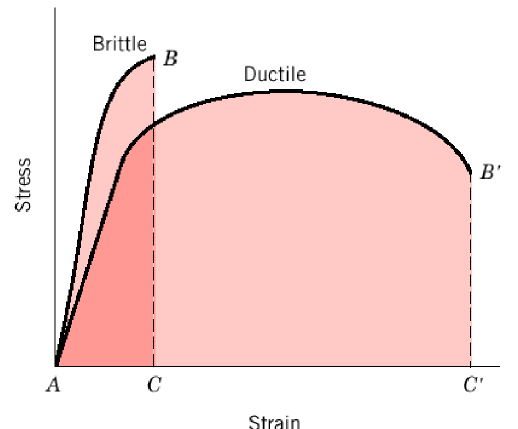 Brittle
B
Ductile
Stress
B'
A
C
C'
Strain